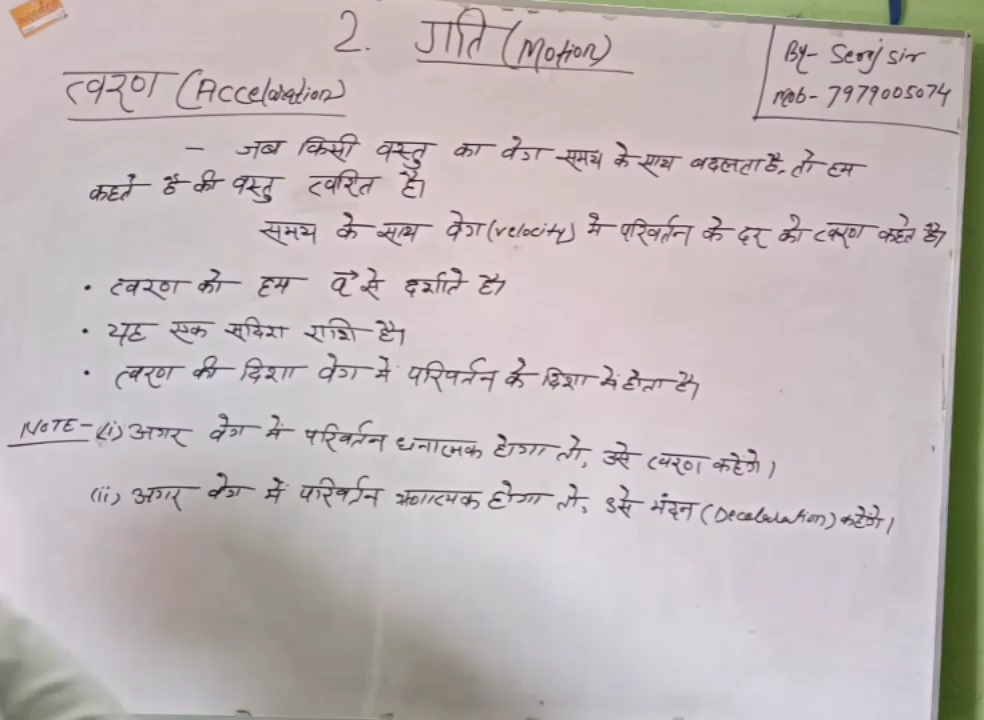 2. गति (Motion)
By- Seraj sir
Mob- 7979005074
त्वरण (Acceleration)
- जब किसी वस्तु का वेग समय के साथ बदलता है, तो हम
कहते है की वस्तु त्वरित है।
समय के साथ वेग (velocity) मे परिवर्तन के दर को त्वरण कहते है।
• त्वरण को हम a⃗ से दर्शाते है।
• यह एक सदिश राशि है।
• त्वरण की दिशा वेग में परिवर्तन के दिशा में होता है।
NOTE- (i) अगर वेग में परिवर्तन धनात्मक होगा तो, उसे त्वरण कहेंगे।
(ii) अगर वेग में परिवर्तन ऋणात्मक होगा तो, उसे मंदन (Decelaration) कहेंगे।